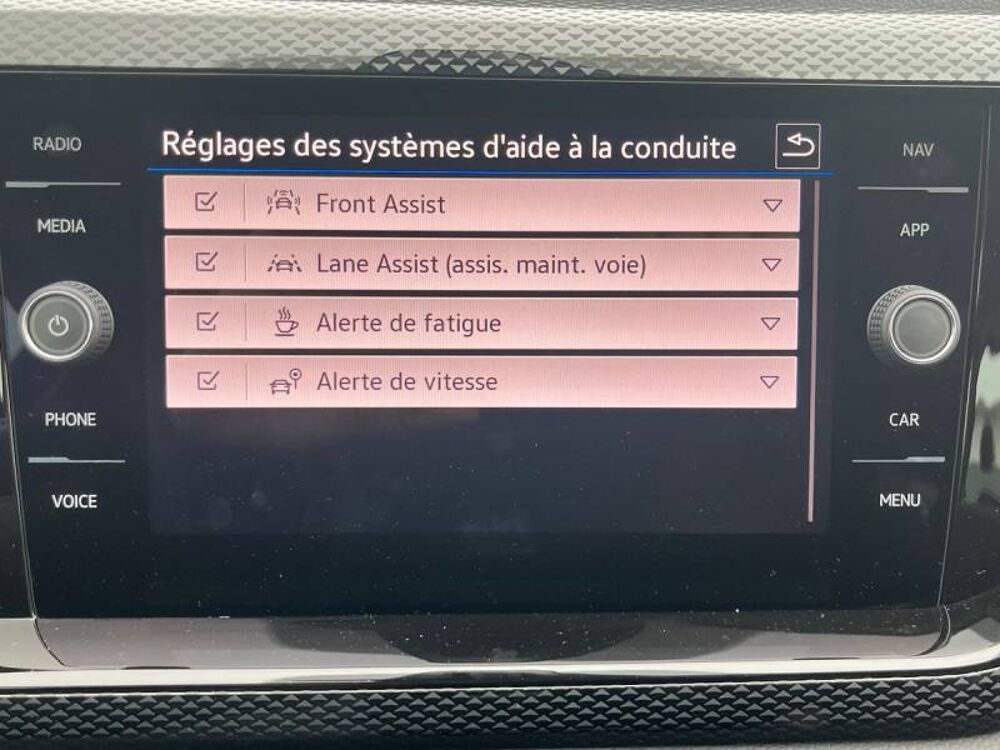 RADIO
MEDIA
PHONE
VOICE
Réglages des systèmes d'aide à la conduite
Front Assist
Lane Assist (assis. maint. voie)
Alerte de fatigue
Alerte de vitesse
NAV
APP
CAR
MENU